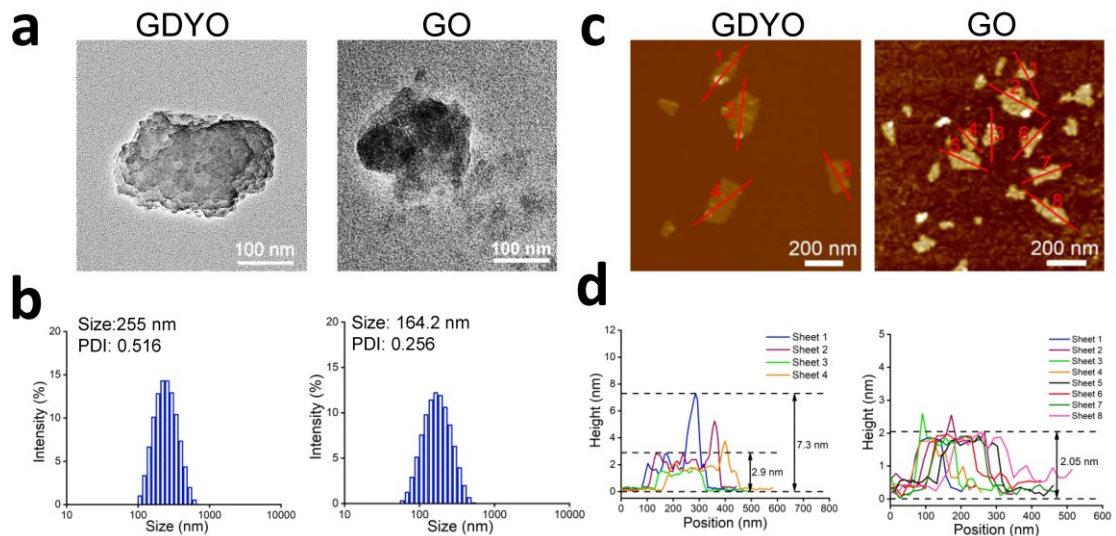 a
GDYO
GO
100 nm
100 nm
c
GDYO
GO
1
2
3
4
200 nm
1
2
3
4
5
6
7
8
200 nm
b
Size:255 nm
PDI: 0.516
Intensity (%)
20
15
10
5
0
10
100
1000
10000
Size (nm)
Size: 164.2 nm
PDI: 0.256
Intensity (%)
20
15
10
5
0
10
100
1000
10000
Size (nm)
d
Height (nm)
12
10
8
6
4
2
0
Sheet 1
Sheet 2
Sheet 3
Sheet 4
7.3 nm
2.9 nm
0 100 200 300 400 500 600 700 800
Position (nm)
Height (nm)
5
4
3
2
1
0
Sheet 1
Sheet 2
Sheet 3
Sheet 4
Sheet 5
Sheet 6
Sheet 7
Sheet 8
2.05 nm
0 100 200 300 400 500 600
Position (nm)